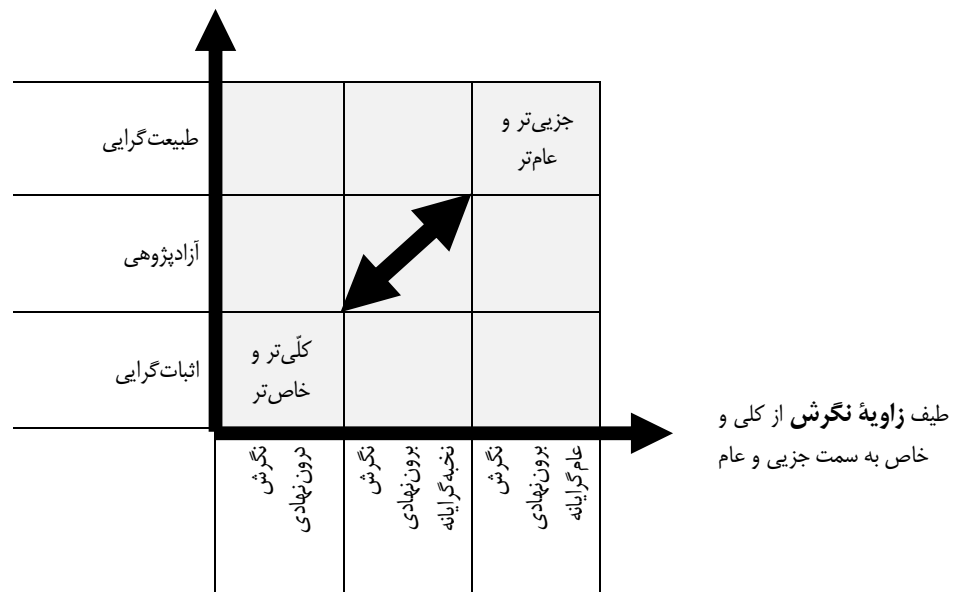 طبیعت‌گرایی
جزیی‌تر و
عام‌تر
آزادپژوهی
اثبات‌گرایی
کلّی‌تر و
خاص‌تر
طیف زاویهٔ نگرش از کلی و
خاص به سمت جزیی و عام
نگرش
درون‌نهادی
نگرش
برون‌نهادی
نخبه‌گرایانه
نگرش
برون‌نهادی
عام‌گرایانه